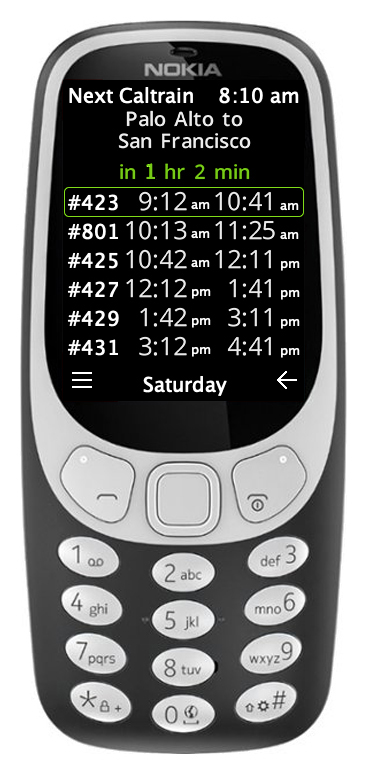 NOKIA
Next Caltrain 8:10 am
Palo Alto to
San Francisco
in 1 hr 2 min
#423 9:12 am 10:41 am
#801 10:13 am 11:25 am
#425 10:42 am 12:11 pm
#427 12:12 pm 1:41 pm
#429 1:42 pm 3:11 pm
#431 3:12 pm 4:41 pm
Saturday
1 2 abc def 3
4 ghi 5 jkl mno 6
7 pqrs 8 tuv wxyz 9
* + 0 #